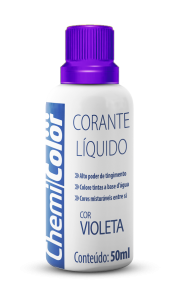 ChemiColor
CORANTE
LÍQUIDO
» Alto poder de tingimento
» Colore tintas a base d'água
» Cores misturáveis entre si
COR
VIOLETA
Conteúdo: 50ml